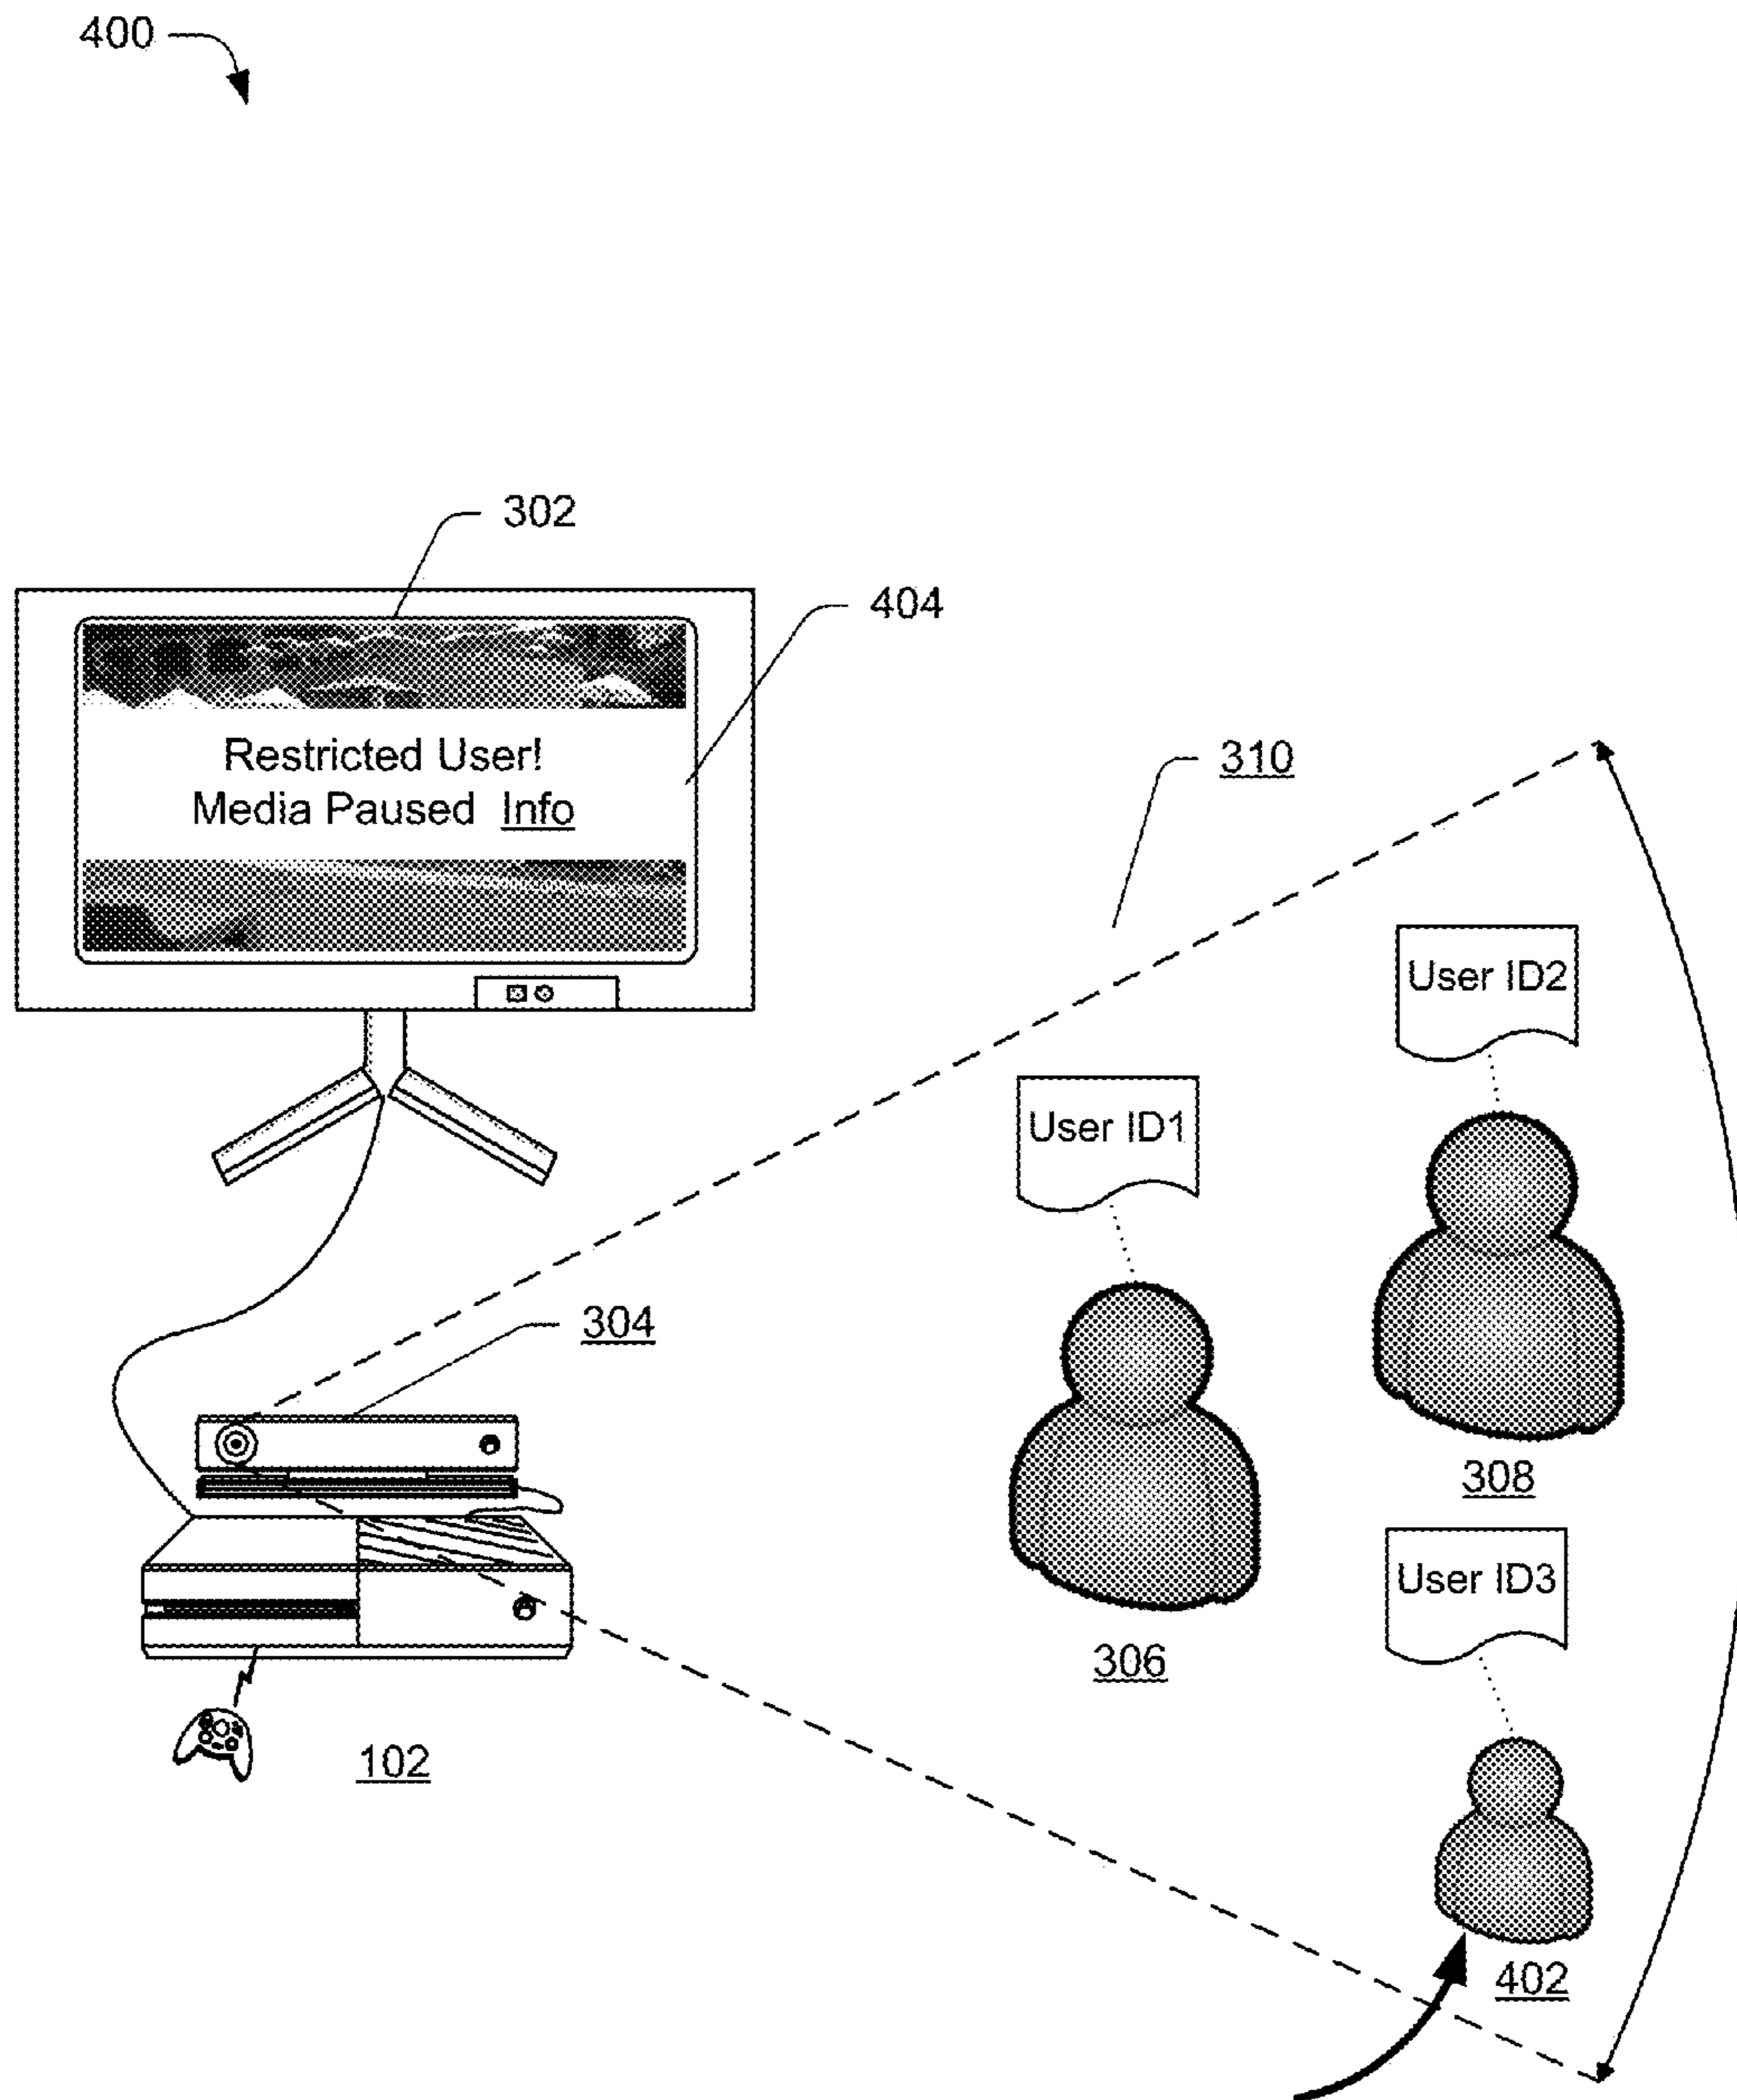 400
302
404
Restricted User!
Media Paused Info
310
User ID2
User ID1
304
308
User ID3
306
102
402